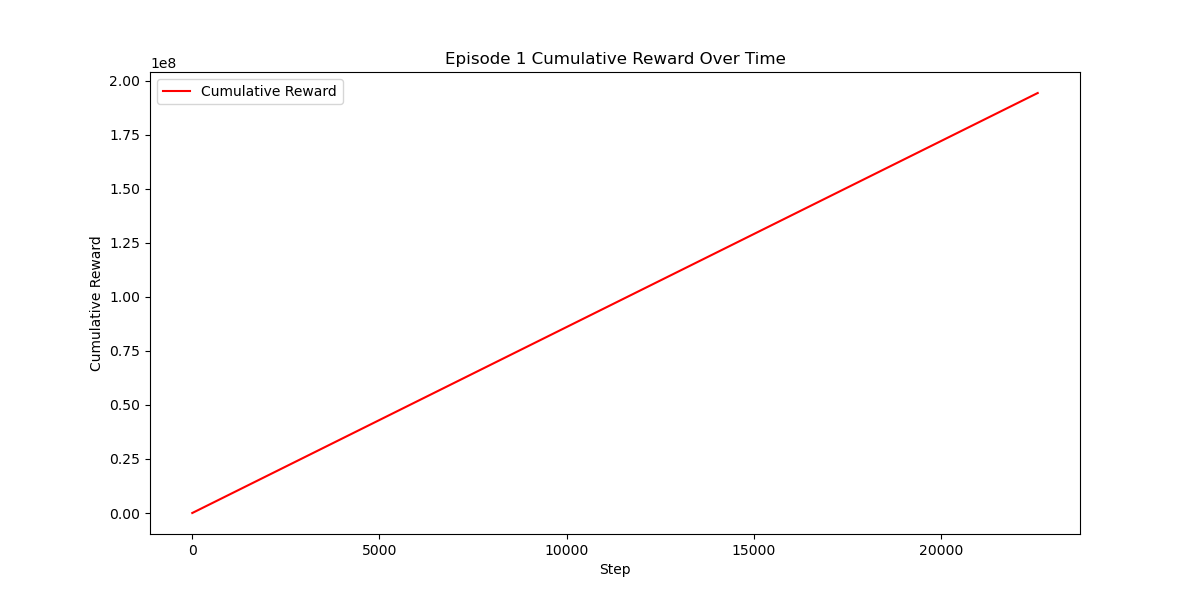 Episode 1 Cumulative Reward Over Time
1e8
2.00
1.75
1.50
1.25
1.00
0.75
0.50
0.25
0.00
Cumulative Reward
Cumulative Reward
0 5000 10000 15000 20000
Step